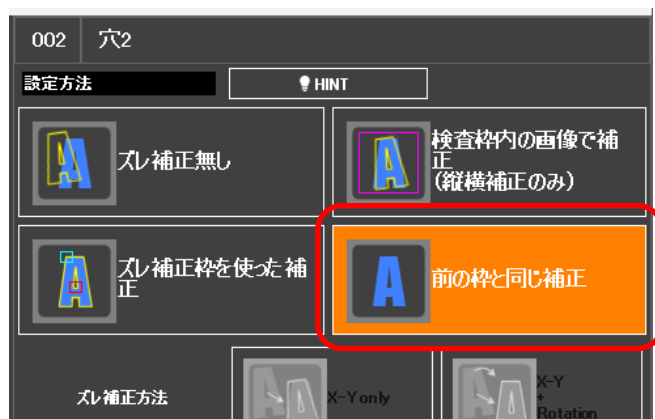 002 穴2
設定方法 HINT
ズレ補正無し
検査枠内の画像で補
正
(縦横補正のみ)
ズレ補正枠を使った補
正
前の枠と同じ補正
ズレ補正方法
X-Y only
X-Y
+
Rotation